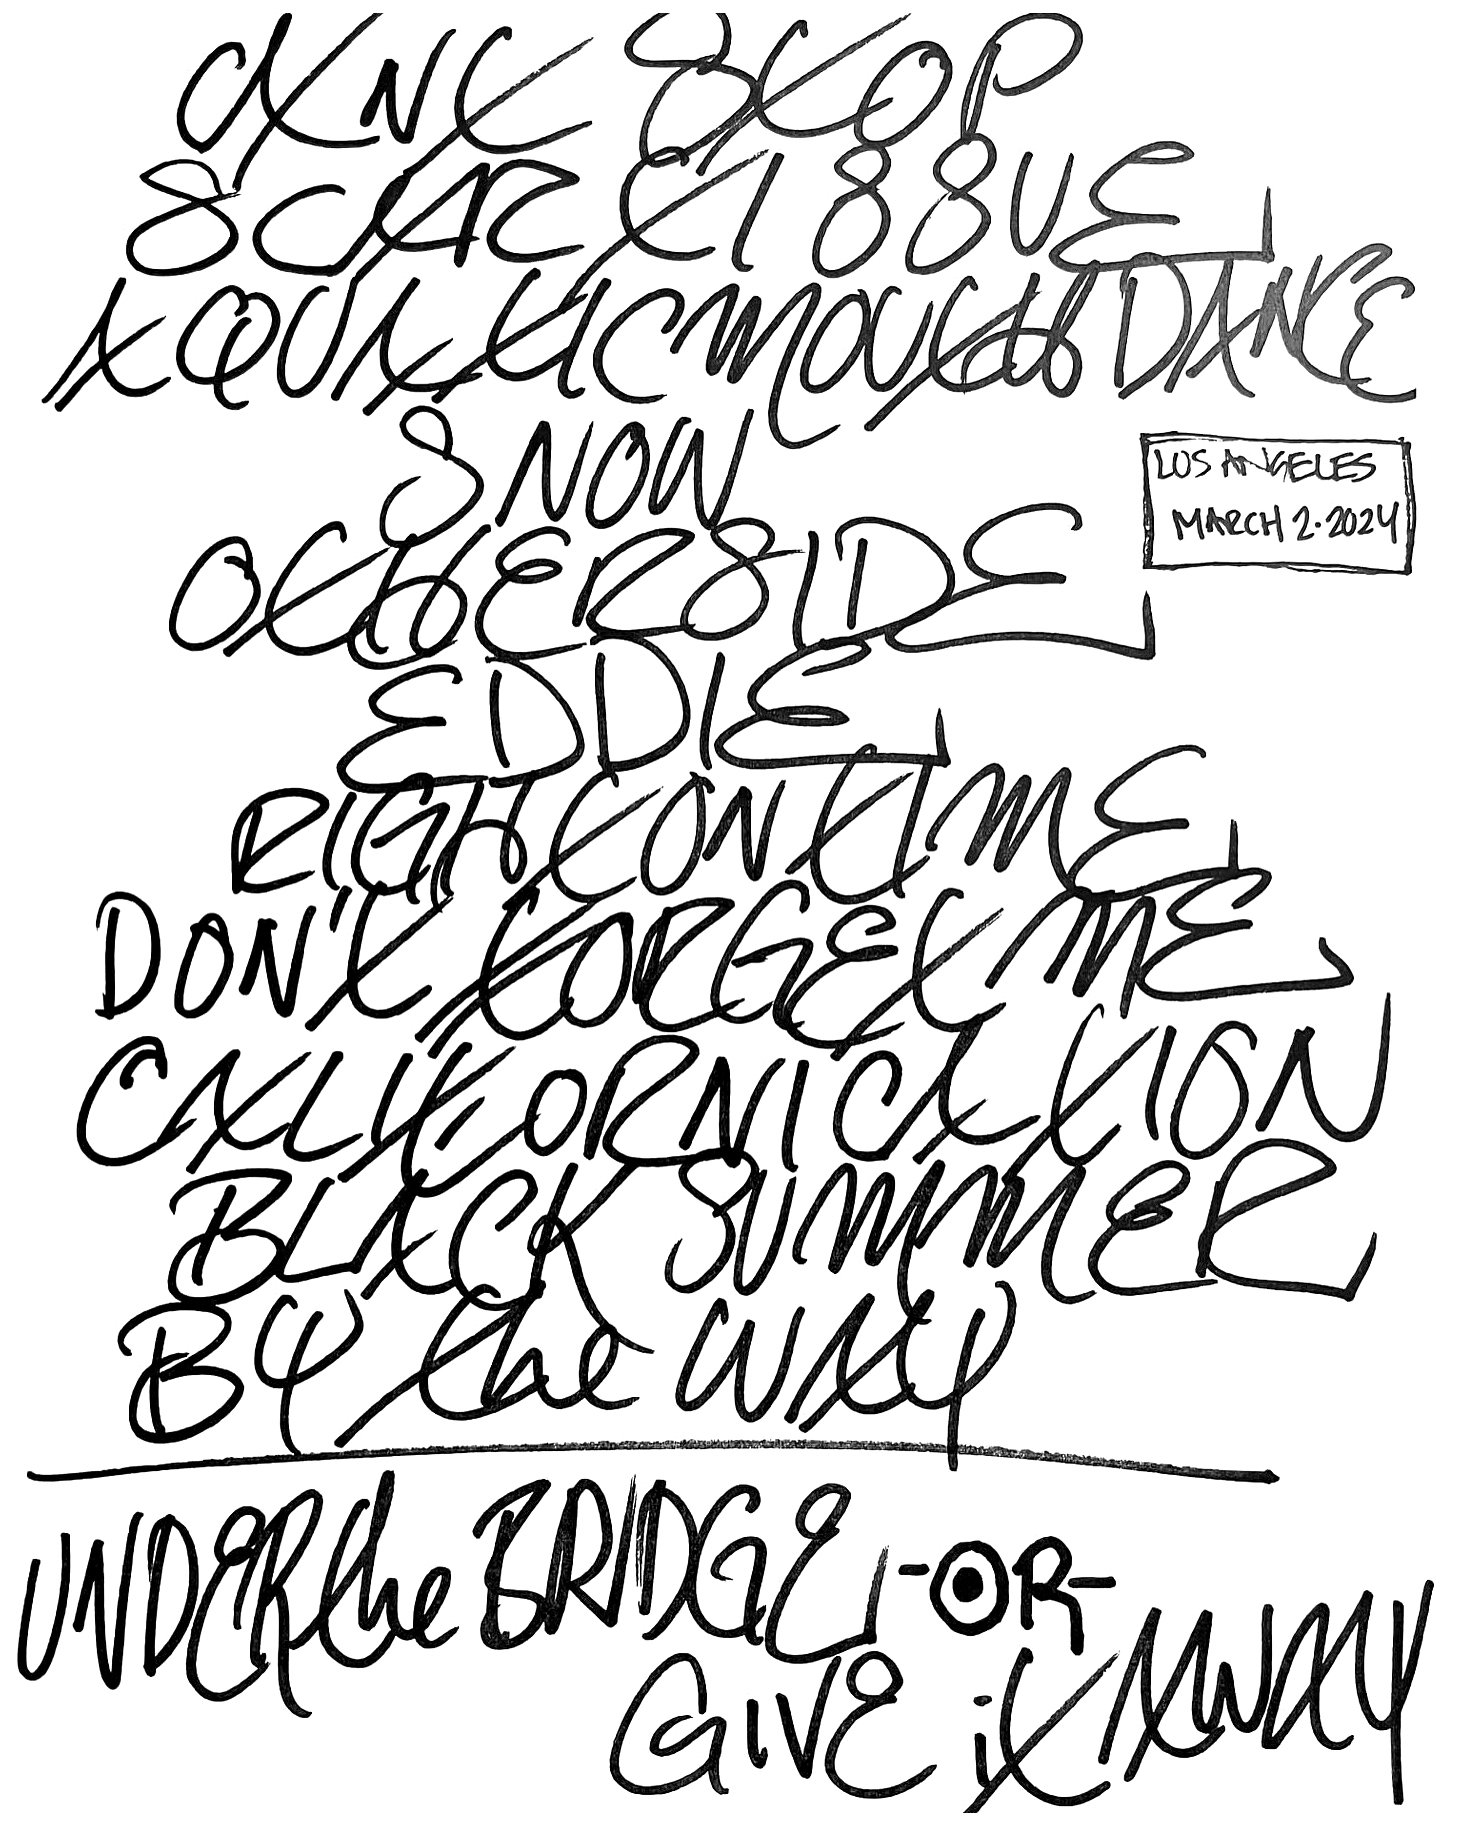 CANT STOP
SCAR TISSUE
AQUATIC MOUTH DANCE
SNOW
LOS ANGELES
MARCH 2·2024
OTHERSIDE
EDDIE
RIGHT ON TIME
DON'T FORGET ME
CALIFORNICATION
BLACK SUMMER
BY the WAY
UNDER the BRIDGE -OR-
GIVE iT AWAY